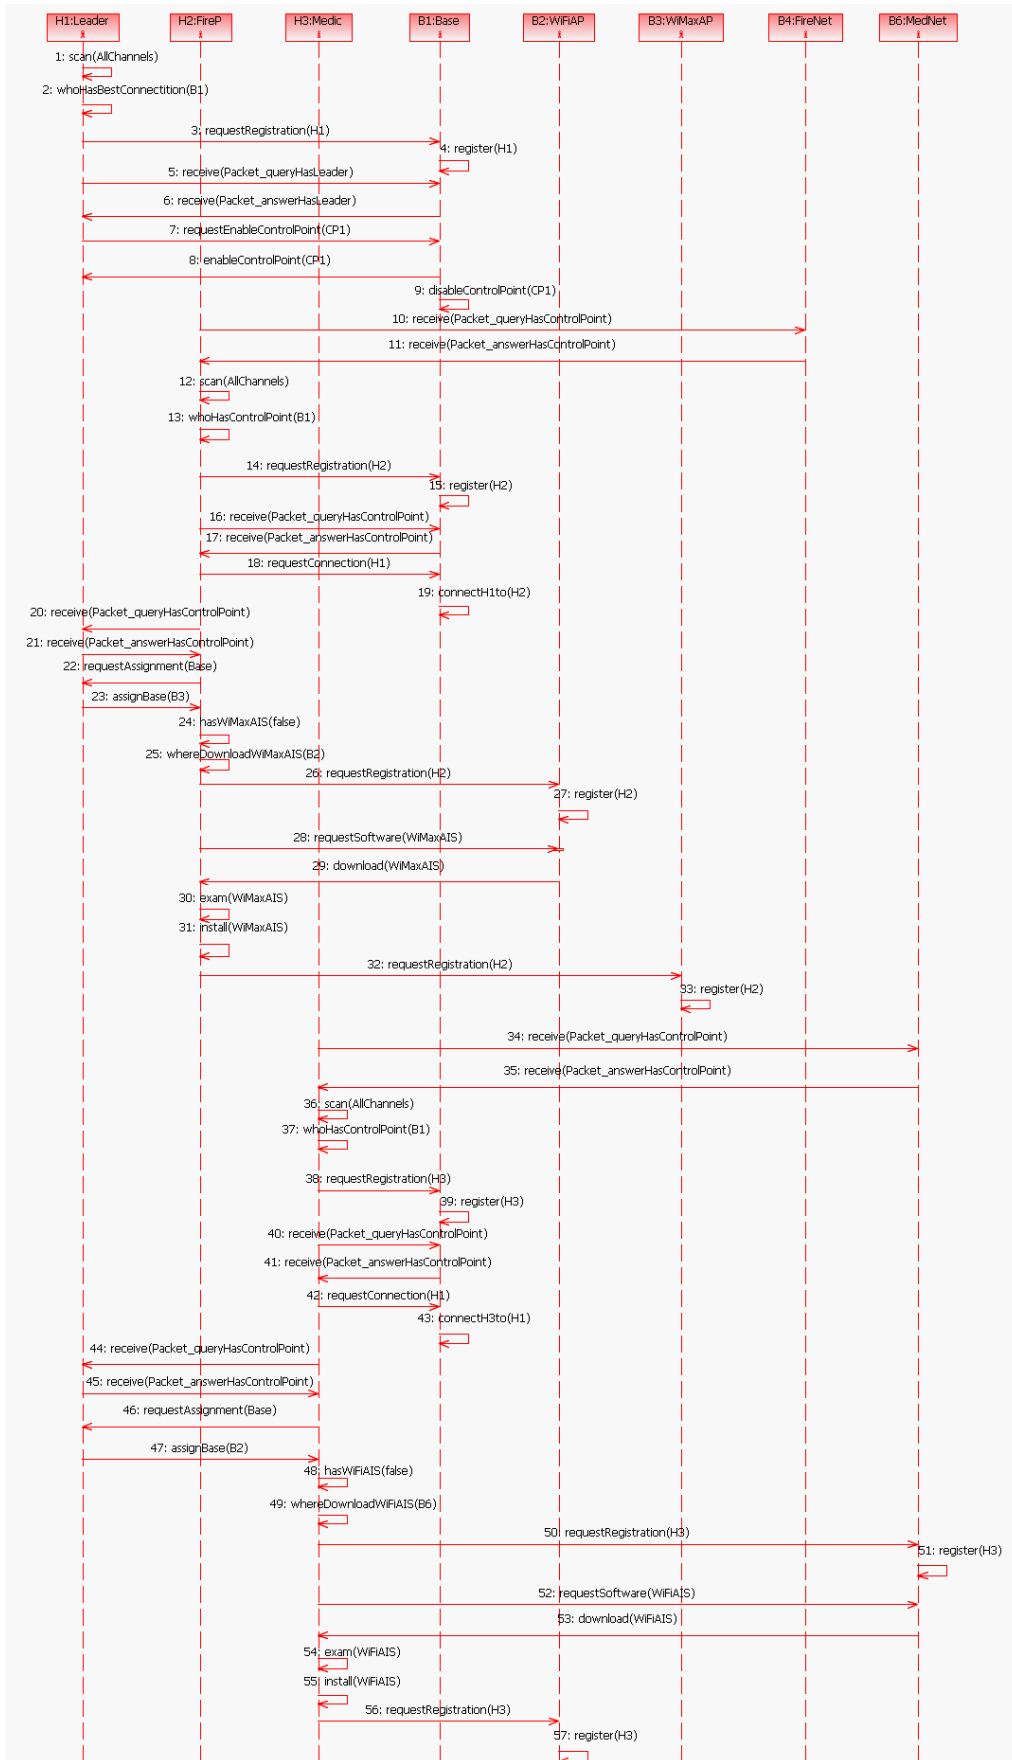 H1:Leader H2:FireP H3:Medic B1:Base B2:WiFiAP B3:WiMaxAP B4:FireNet B6:MedNet
1: scan(AllChannels)
2: whoHasBestConnectition(B1)
3: requestRegistration(H1)
4: register(H1)
5: receive(Packet_queryHasLeader)
6: receive(Packet_answerHasLeader)
7: requestEnableControlPoint(CP1)
8: enableControlPoint(CP1)
9: disableControlPoint(CP1)
10: receive(Packet_queryHasControlPoint)
11: receive(Packet_answerHasControlPoint)
12: scan(AllChannels)
13: whoHasControlPoint(B1)
14: requestRegistration(H2)
15: register(H2)
16: receive(Packet_queryHasControlPoint)
17: receive(Packet_answerHasControlPoint)
18: requestConnection(H1)
19: connectH1to(H2)
20: receive(Packet_queryHasControlPoint)
21: receive(Packet_answerHasControlPoint)
22: requestAssignment(Base)
23: assignBase(B3)
24: hasWiMaxAIS(false)
25: whereDownloadWiMaxAIS(B2)
26: requestRegistration(H2)
27: register(H2)
28: requestSoftware(WiMaxAIS)
29: download(WiMaxAIS)
30: exam(WiMaxAIS)
31: install(WiMaxAIS)
32: requestRegistration(H2)
33: register(H2)
34: receive(Packet_queryHasControlPoint)
35: receive(Packet_answerHasControlPoint)
36: scan(AllChannels)
37: whoHasControlPoint(B1)
38: requestRegistration(H3)
39: register(H3)
40: receive(Packet_queryHasControlPoint)
41: receive(Packet_answerHasControlPoint)
42: requestConnection(H1)
43: connectH3to(H1)
44: receive(Packet_queryHasControlPoint)
45: receive(Packet_answerHasControlPoint)
46: requestAssignment(Base)
47: assignBase(B2)
48: hasWiFiAIS(false)
49: whereDownloadWiFiAIS(B6)
50: requestRegistration(H3)
51: register(H3)
52: requestSoftware(WiFiAIS)
53: download(WiFiAIS)
54: exam(WiFiAIS)
55: install(WiFiAIS)
56: requestRegistration(H3)
57: register(H3)